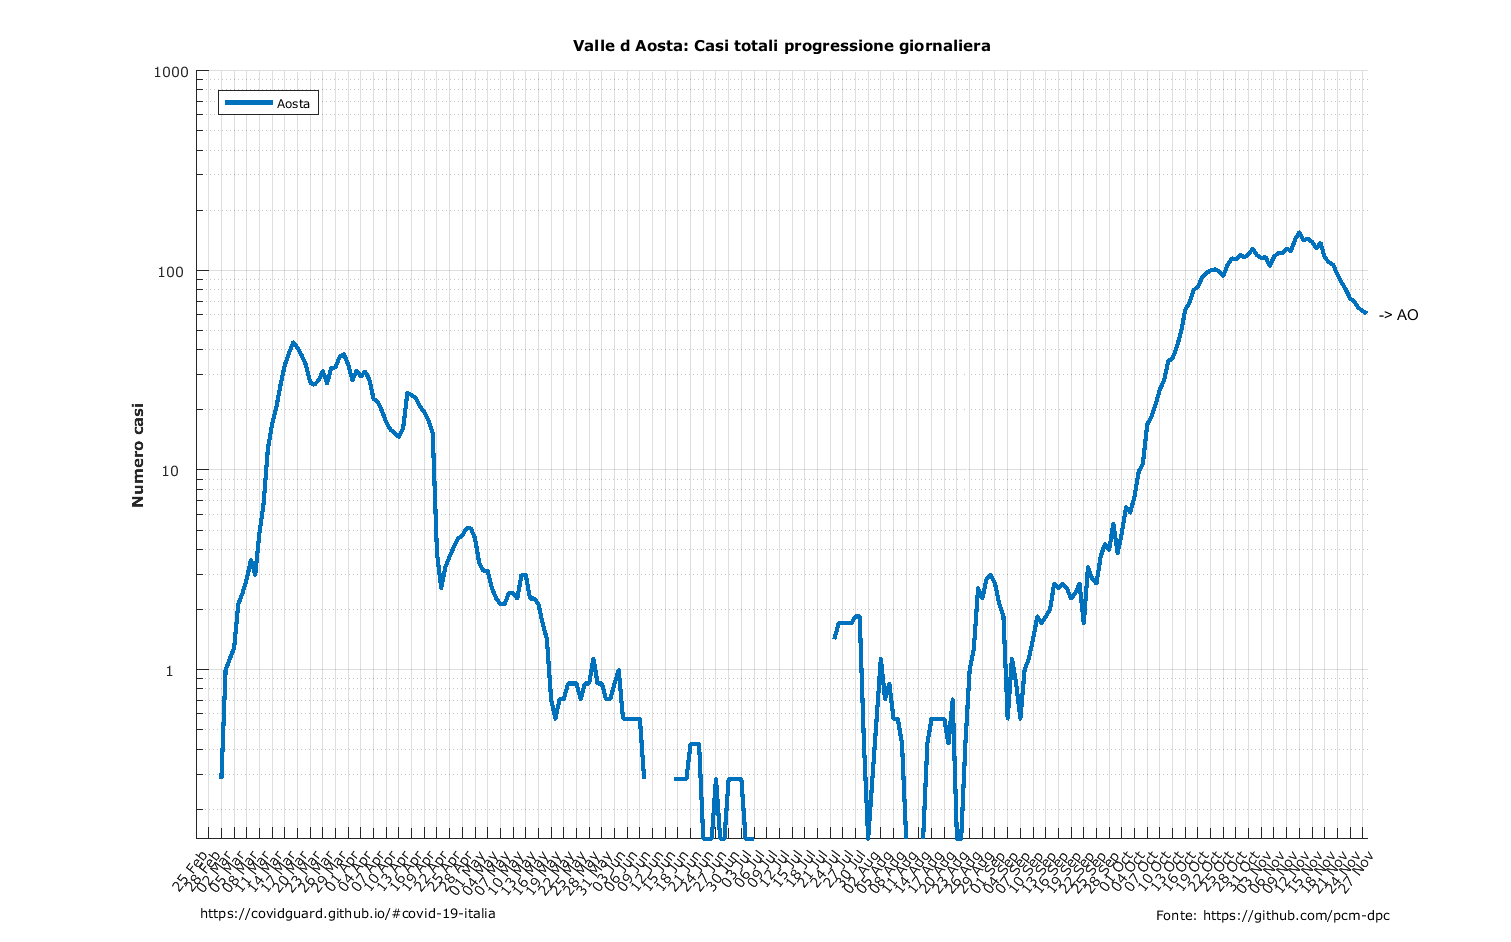 Valle d Aosta: Casi totali progressione giornaliera
Aosta
1000
100
10
1
Numero casi
-> AO
25 Feb
28 Feb
02 Mar
05 Mar
08 Mar
11 Mar
14 Mar
17 Mar
20 Mar
23 Mar
26 Mar
29 Mar
01 Apr
04 Apr
07 Apr
10 Apr
13 Apr
16 Apr
19 Apr
22 Apr
25 Apr
28 Apr
01 May
04 May
07 May
10 May
13 May
16 May
19 May
22 May
25 May
28 May
31 May
03 Jun
06 Jun
09 Jun
12 Jun
15 Jun
18 Jun
21 Jun
24 Jun
27 Jun
30 Jun
03 Jul
06 Jul
09 Jul
12 Jul
15 Jul
18 Jul
21 Jul
24 Jul
27 Jul
30 Jul
02 Aug
05 Aug
08 Aug
11 Aug
14 Aug
17 Aug
20 Aug
23 Aug
26 Aug
29 Aug
01 Sep
04 Sep
07 Sep
10 Sep
13 Sep
16 Sep
19 Sep
22 Sep
25 Sep
28 Sep
01 Oct
04 Oct
07 Oct
10 Oct
13 Oct
16 Oct
19 Oct
22 Oct
25 Oct
28 Oct
31 Oct
03 Nov
06 Nov
09 Nov
12 Nov
15 Nov
18 Nov
21 Nov
24 Nov
27 Nov
https://covidguard.github.io/#covid-19-italia
Fonte: https://github.com/pcm-dpc